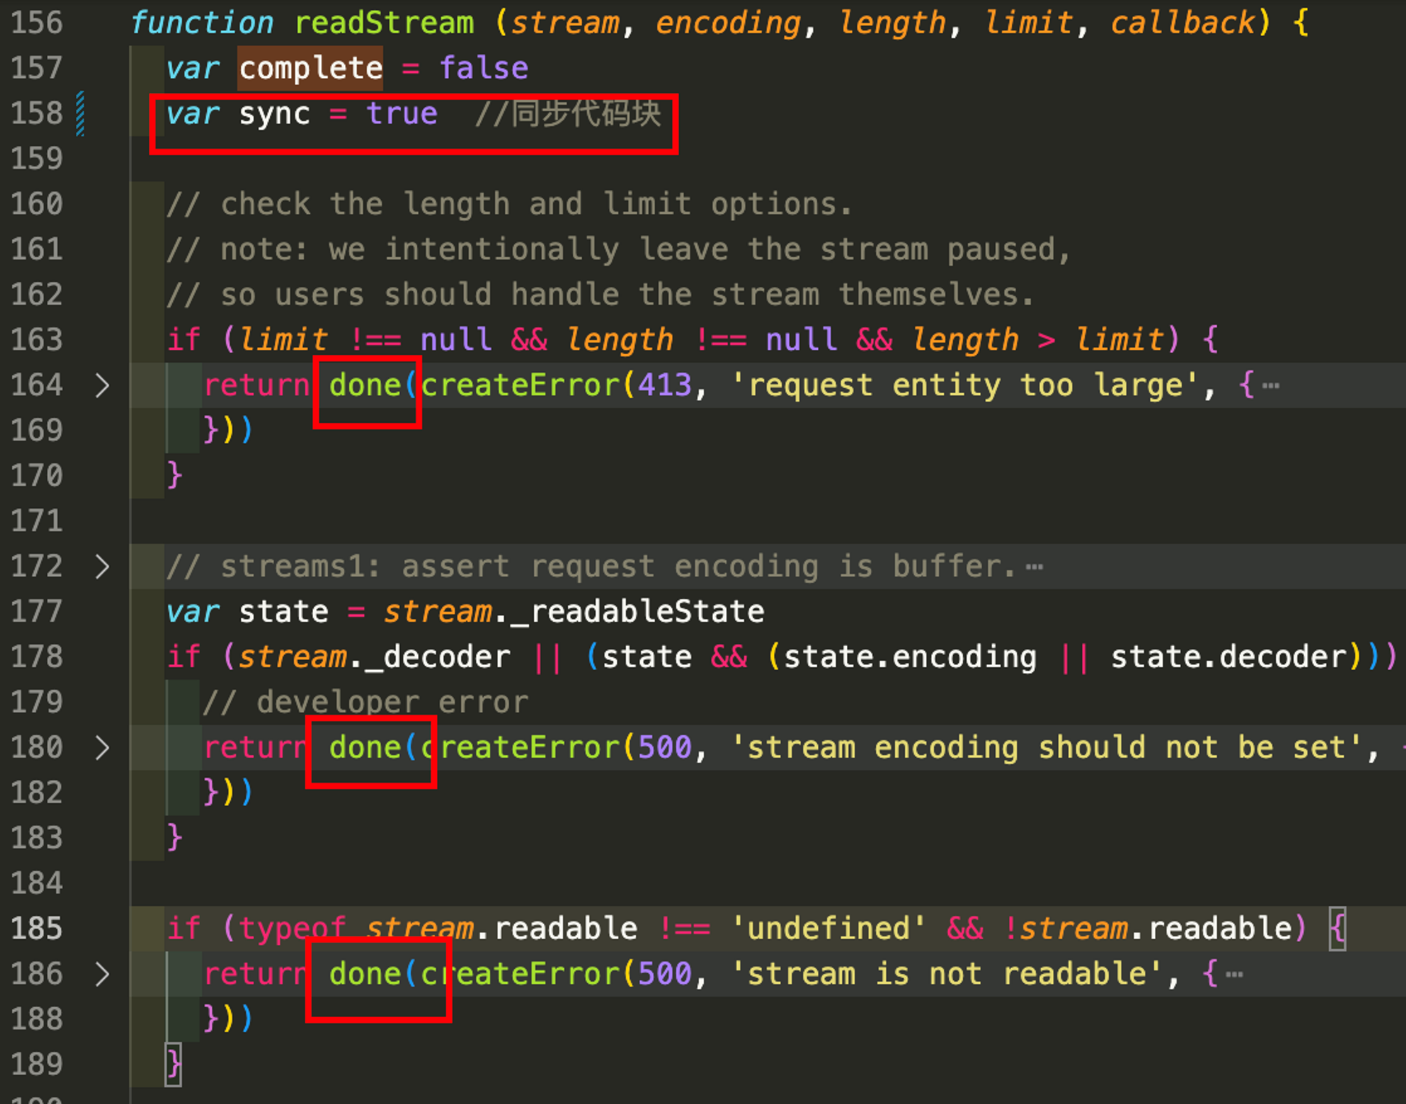 156 function readStream (stream, encoding, length, limit, callback) {
157 var complete = false
158 var sync = true //同步代码块
159
160 // check the length and limit options.
161 // note: we intentionally leave the stream paused,
162 // so users should handle the stream themselves.
163 if (limit !== null && length !== null && length > limit) {
164 > return done(createError(413, 'request entity too large', {⋯
169 }))
170 }
171
172 > // streams1: assert request encoding is buffer.⋯
177 var state = stream._readableState
178 if (stream._decoder || (state && (state.encoding || state.decoder)))
179 // developer error
180 > return done(createError(500, 'stream encoding should not be set',
182 }))
183 }
184
185 if (typeof stream.readable !== 'undefined' && !stream.readable) {
186 > return done(createError(500, 'stream is not readable', {⋯
188 }))
189 }